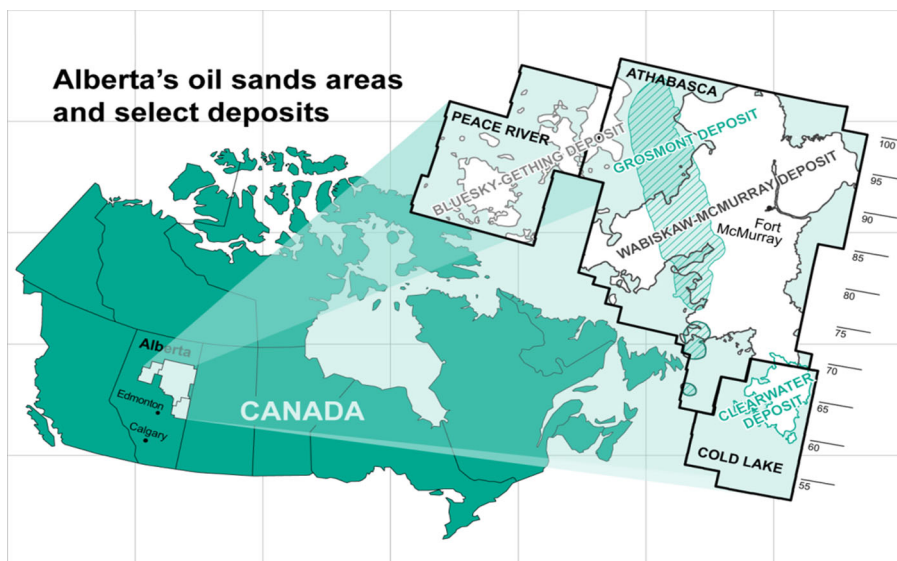 Alberta's oil sands areas
and select deposits
ATHABASCA
PEACE RIVER
GROSMONT DEPOSIT
BLUESKY-GETHING DEPOSIT
WABISKAW-MCMURRAY DEPOSIT
Fort
McMurray
100
95
90
85
80
75
70
65
60
55
CLEARWATER
DEPOSIT
COLD LAKE
Alberta
Edmonton
Calgary
CANADA